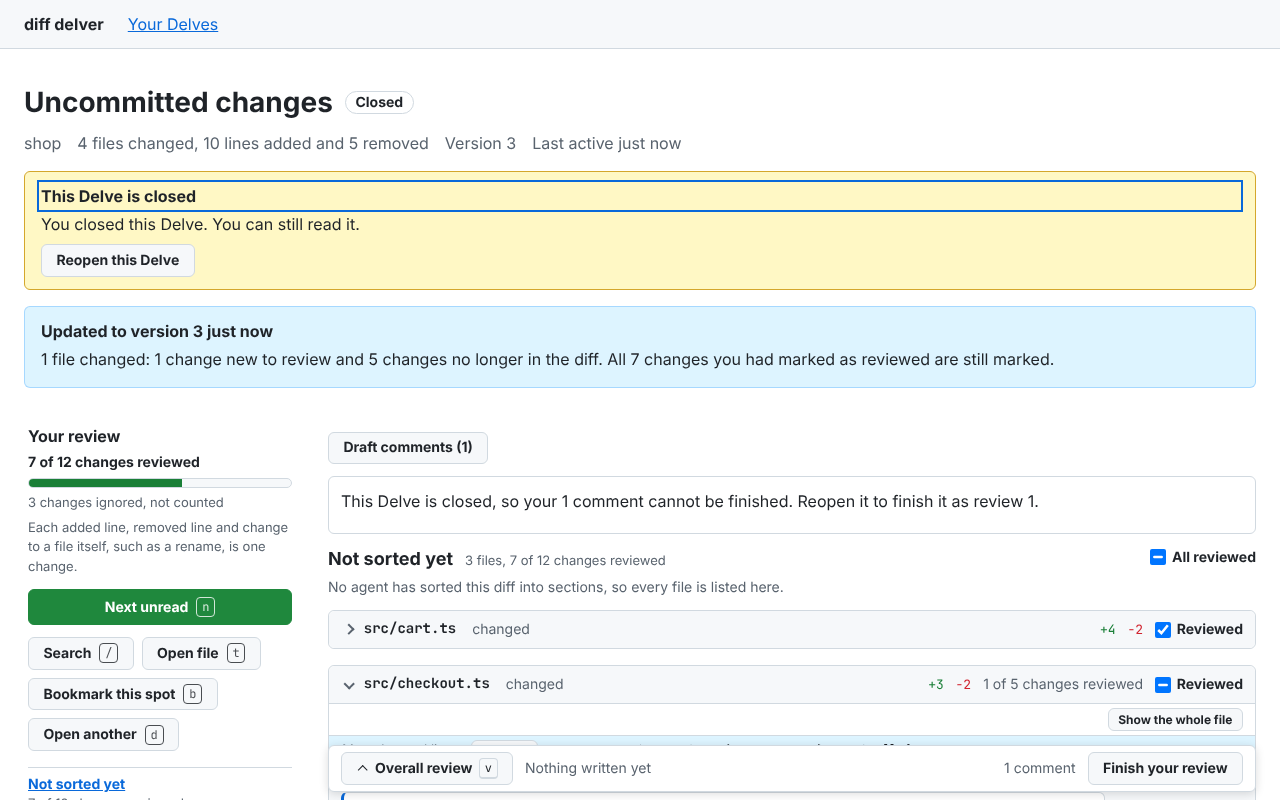 diff delver Your Delves
Uncommitted changes Closed
shop 4 files changed, 10 lines added and 5 removed Version 3 Last active just now
This Delve is closed
You closed this Delve. You can still read it.
Reopen this Delve
Updated to version 3 just now
1 file changed: 1 change new to review and 5 changes no longer in the diff. All 7 changes you had marked as reviewed are still marked.
Your review
7 of 12 changes reviewed
3 changes ignored, not counted
Each added line, removed line and change
to a file itself, such as a rename, is one
change.
Next unread n
Search / Open file t
Bookmark this spot b
Open another d
Not sorted yet
Draft comments (1)
This Delve is closed, so your 1 comment cannot be finished. Reopen it to finish it as review 1.
Not sorted yet 3 files, 7 of 12 changes reviewed All reviewed
No agent has sorted this diff into sections, so every file is listed here.
src/cart.ts changed +4 -2 Reviewed
src/checkout.ts changed +3 -2 1 of 5 changes reviewed Reviewed
Show the whole file
Overall review v Nothing written yet 1 comment Finish your review